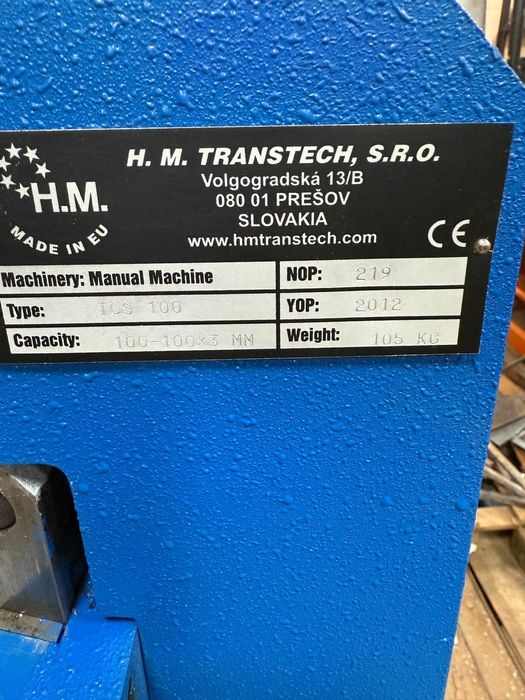 H.M.
MADE IN EU
H. M. TRANSTECH, S.R.O.
Volgogradská 13/B
080 01 PREŠOV
SLOVAKIA
www.hmtranstech.com
CE
Machinery: Manual Machine
NOP: 219
Type: TCS 100
YOP: 2012
Capacity: 100-100x3 MM
Weight: 105 KG